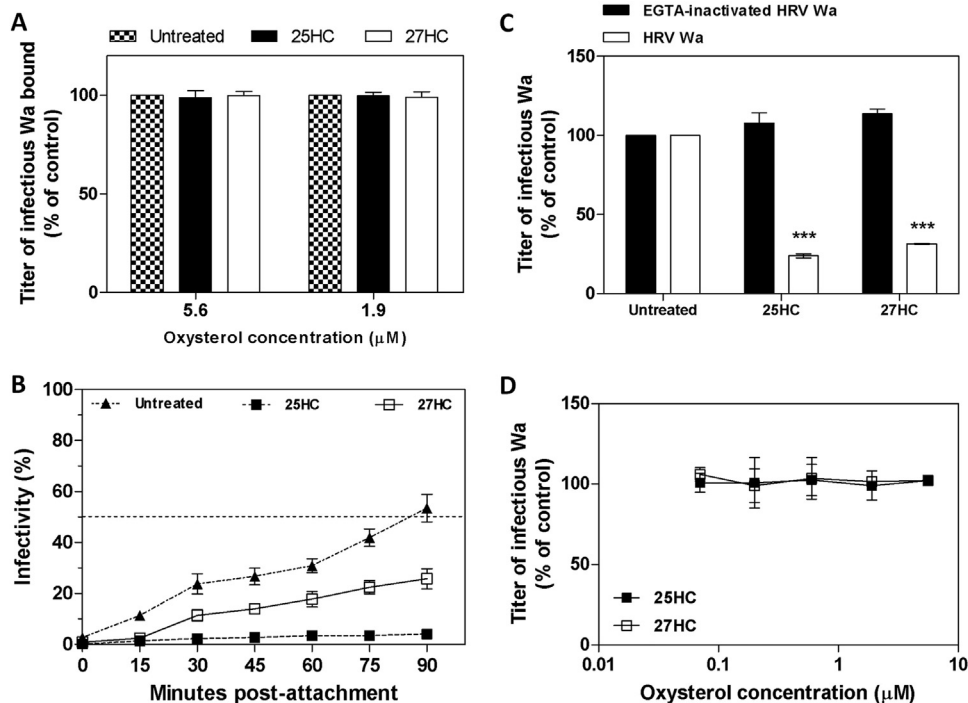 A
Untreated 25HC 27HC
Titer of infectious Wa bound
(% of control)
100
50
0
5.6 1.9
Oxysterol concentration (μM)
C
EGTA-inactivated HRV Wa
HRV Wa
Titer of infectious Wa
(% of control)
150
100
50
0
*** ***
Untreated 25HC 27HC
B
Untreated 25HC 27HC
Infectivity (%)
100
80
60
40
20
0
0 15 30 45 60 75 90
Minutes post-attachment
D
Titer of infectious Wa
(% of control)
150
100
50
0
25HC
27HC
0.01 0.1 1 10
Oxysterol concentration (μM)